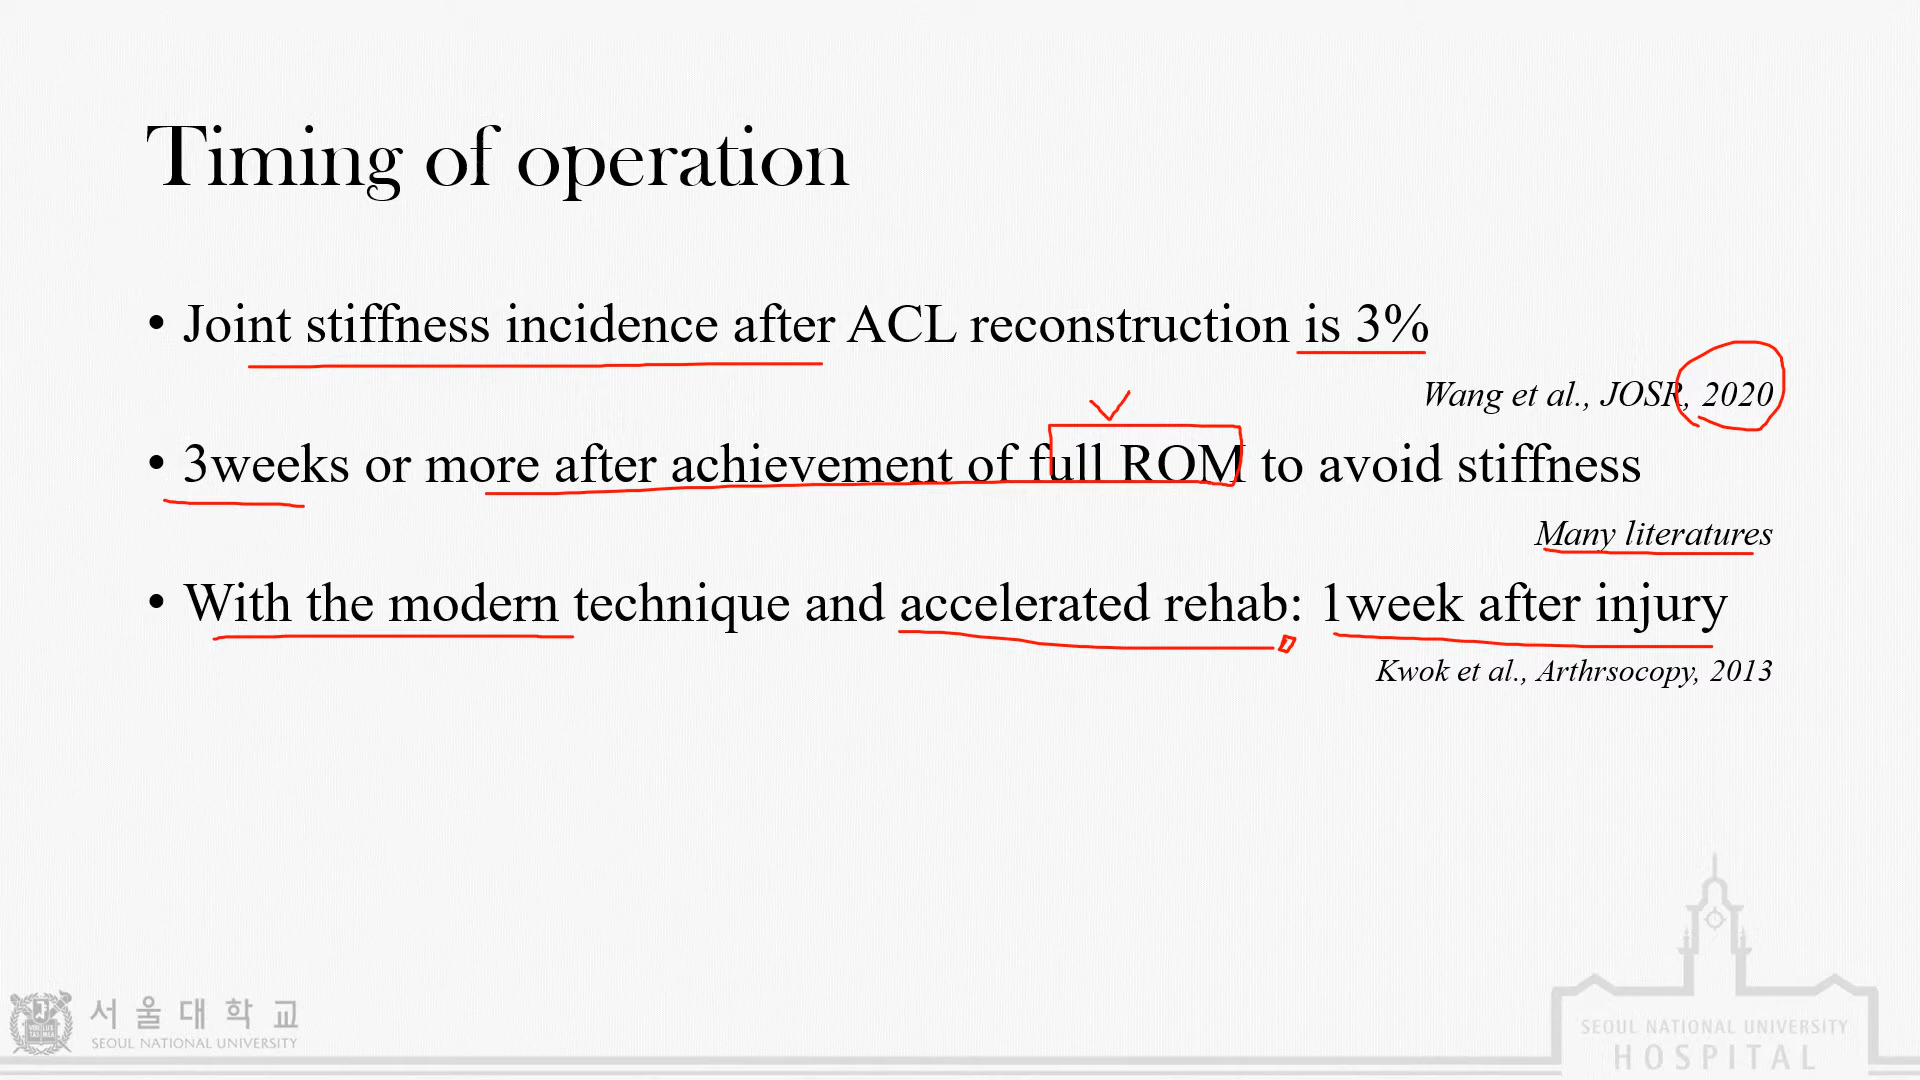 Timing of operation
• Joint stiffness incidence after ACL reconstruction is 3%
Wang et al., JOSR, 2020
• 3weeks or more after achievement of full ROM to avoid stiffness
Many literatures
• With the modern technique and accelerated rehab: 1week after injury
Kwok et al., Arthrsocopy, 2013
서울대학교
SEOUL NATIONAL UNIVERSITY
SEOUL NATIONAL UNIVERSITY
HOSPITAL